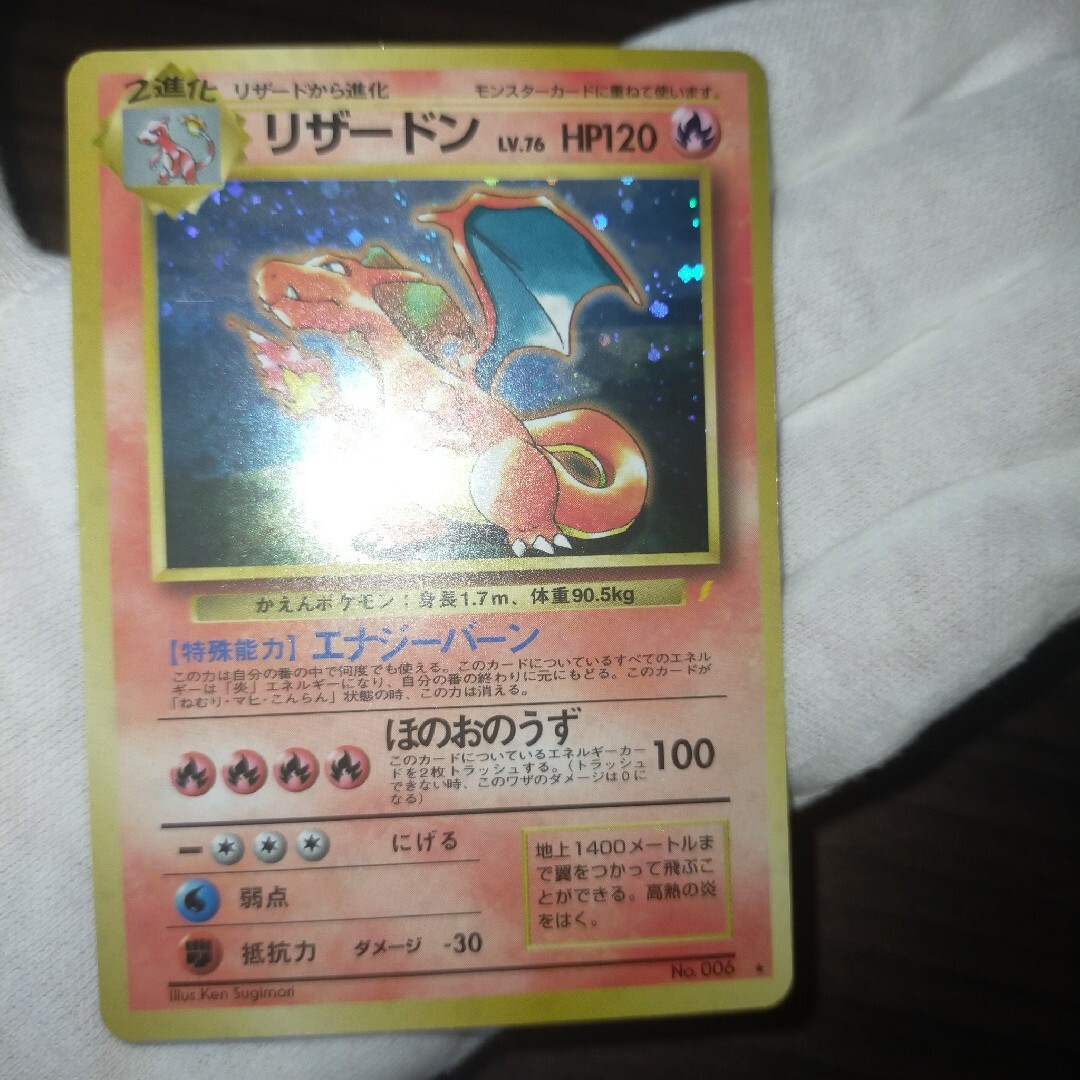 2進化
リザードから進化
モンスターカードに重ねて使います。
リザードン LV.76 HP120
かえんポケモン:身長1.7m、体重90.5kg
【特殊能力】エナジーバーン
この力は自分の番の中で何度でも使える。このカードについているすべてのエネル
ギーは「炎」エネルギーになり、自分の番の終わりに元にもどる。このカードが
「ねむり・マヒ・こんらん」状態の時、この力は消える。
ほのおのうず
このカードについているエネルギーカー
ドを2枚トラッシュする。(トラッシュ
できない時、このワザのダメージは0に
なる)
100
にげる
弱点
抵抗力 ダメージ -30
地上1400メートルま
で翼をつかって飛ぶこ
とができる。高熱の炎
をはく。
No. 006
Illus. Ken Sugimori